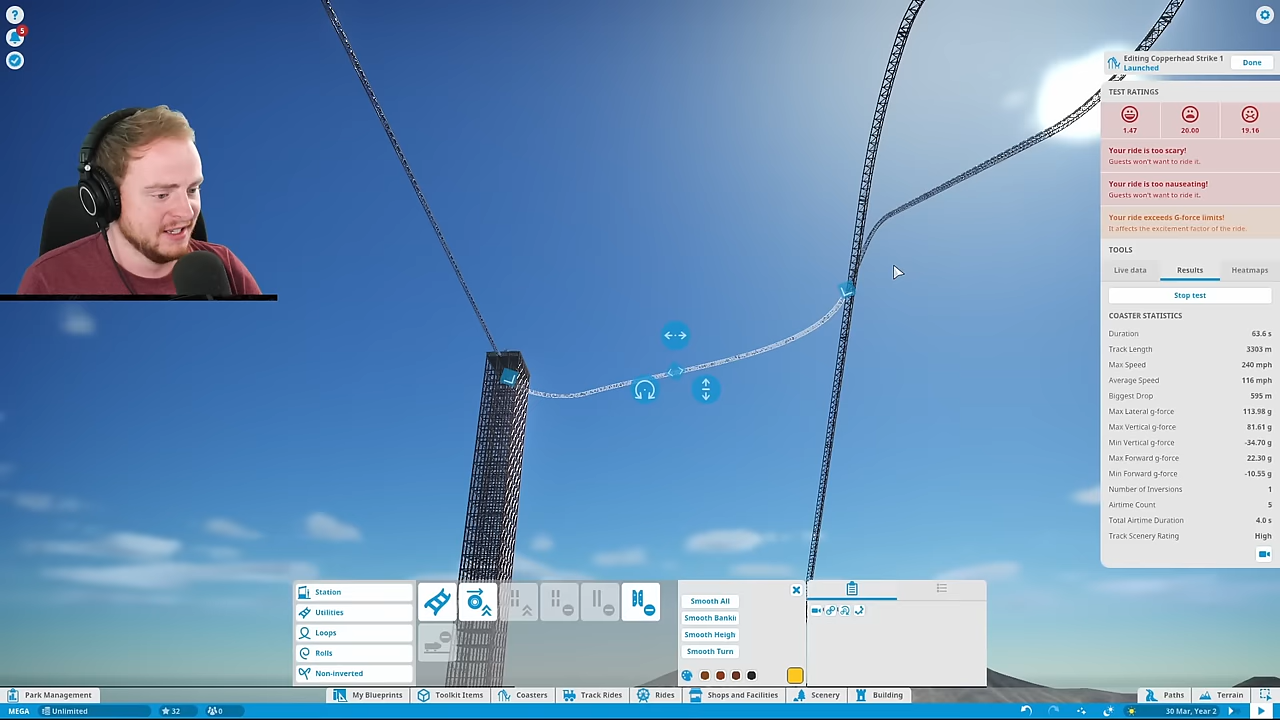 ?
5
Editing Copperhead Strike 1
Launched
Done
TEST RATINGS
1.47
20.00
19.16
Your ride is too scary!
Guests won't want to ride it.
Your ride is too nauseating!
Guests won't want to ride it.
Your ride exceeds G-force limits!
It affects the excitement factor of the ride.
TOOLS
Live data
Results
Heatmaps
Stop test
COASTER STATISTICS
Duration 63.6 s
Track Length 3303 m
Max Speed 240 mph
Average Speed 116 mph
Biggest Drop 595 m
Max Lateral g-force 113.98 g
Max Vertical g-force 81.61 g
Min Vertical g-force -34.70 g
Max Forward g-force 22.30 g
Min Forward g-force -10.55 g
Number of Inversions 1
Airtime Count 5
Total Airtime Duration 4.0 s
Track Scenery Rating High
Station
Utilities
Loops
Rolls
Non-inverted
Smooth All
Smooth Banki
Smooth Heigh
Smooth Turn
Park Management
My Blueprints
Toolkit Items
Coasters
Track Rides
Rides
Shops and Facilities
Scenery
Building
Paths
Terrain
MEGA
Unlimited
32
0
30 Mar, Year 2